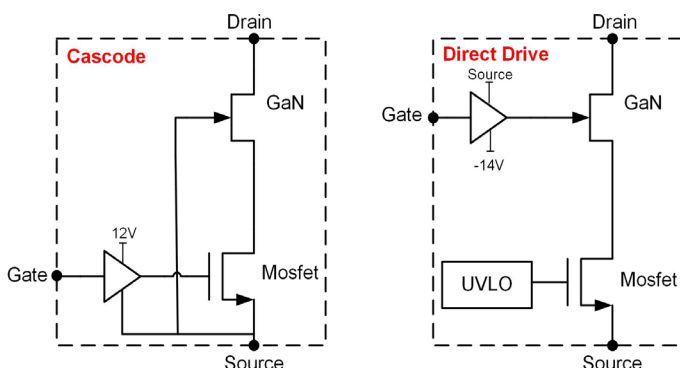 Drain
Cascode
GaN
12V
Gate
Mosfet
Source
Drain
Direct Drive
Source
GaN
Gate
-14V
UVLO
Mosfet
Source